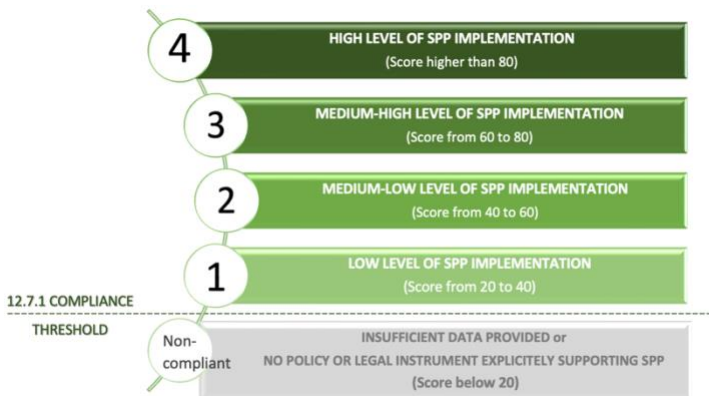 4
HIGH LEVEL OF SPP IMPLEMENTATION
(Score higher than 80)
3
MEDIUM-HIGH LEVEL OF SPP IMPLEMENTATION
(Score from 60 to 80)
2
MEDIUM-LOW LEVEL OF SPP IMPLEMENTATION
(Score from 40 to 60)
1
LOW LEVEL OF SPP IMPLEMENTATION
(Score from 20 to 40)
12.7.1 COMPLIANCE
THRESHOLD
Non-
compliant
INSUFFICIENT DATA PROVIDED or
NO POLICY OR LEGAL INSTRUMENT EXPLICITELY SUPPORTING SPP
(Score below 20)